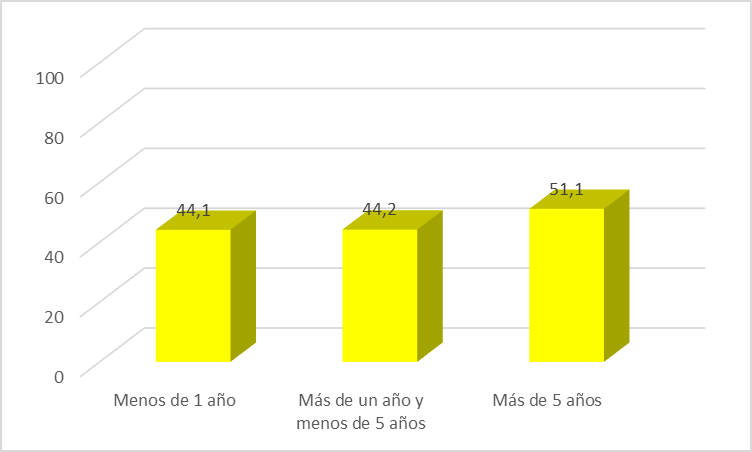 100
80
60
40
20
0
44,1
44,2
51,1
Menos de 1 año
Más de un año y
menos de 5 años
Más de 5 años